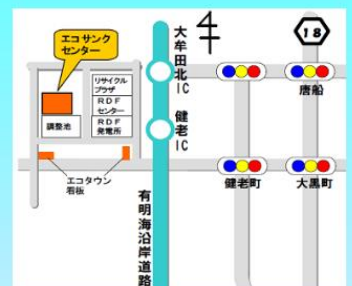 エコサンク
センター
大牟田北IC
18
リサイクル
プラザ
RDF
センター
RDF
発電所
調整池
唐船
健老IC
エコタウン
看板
健老町
大黒町
有明海沿岸道路